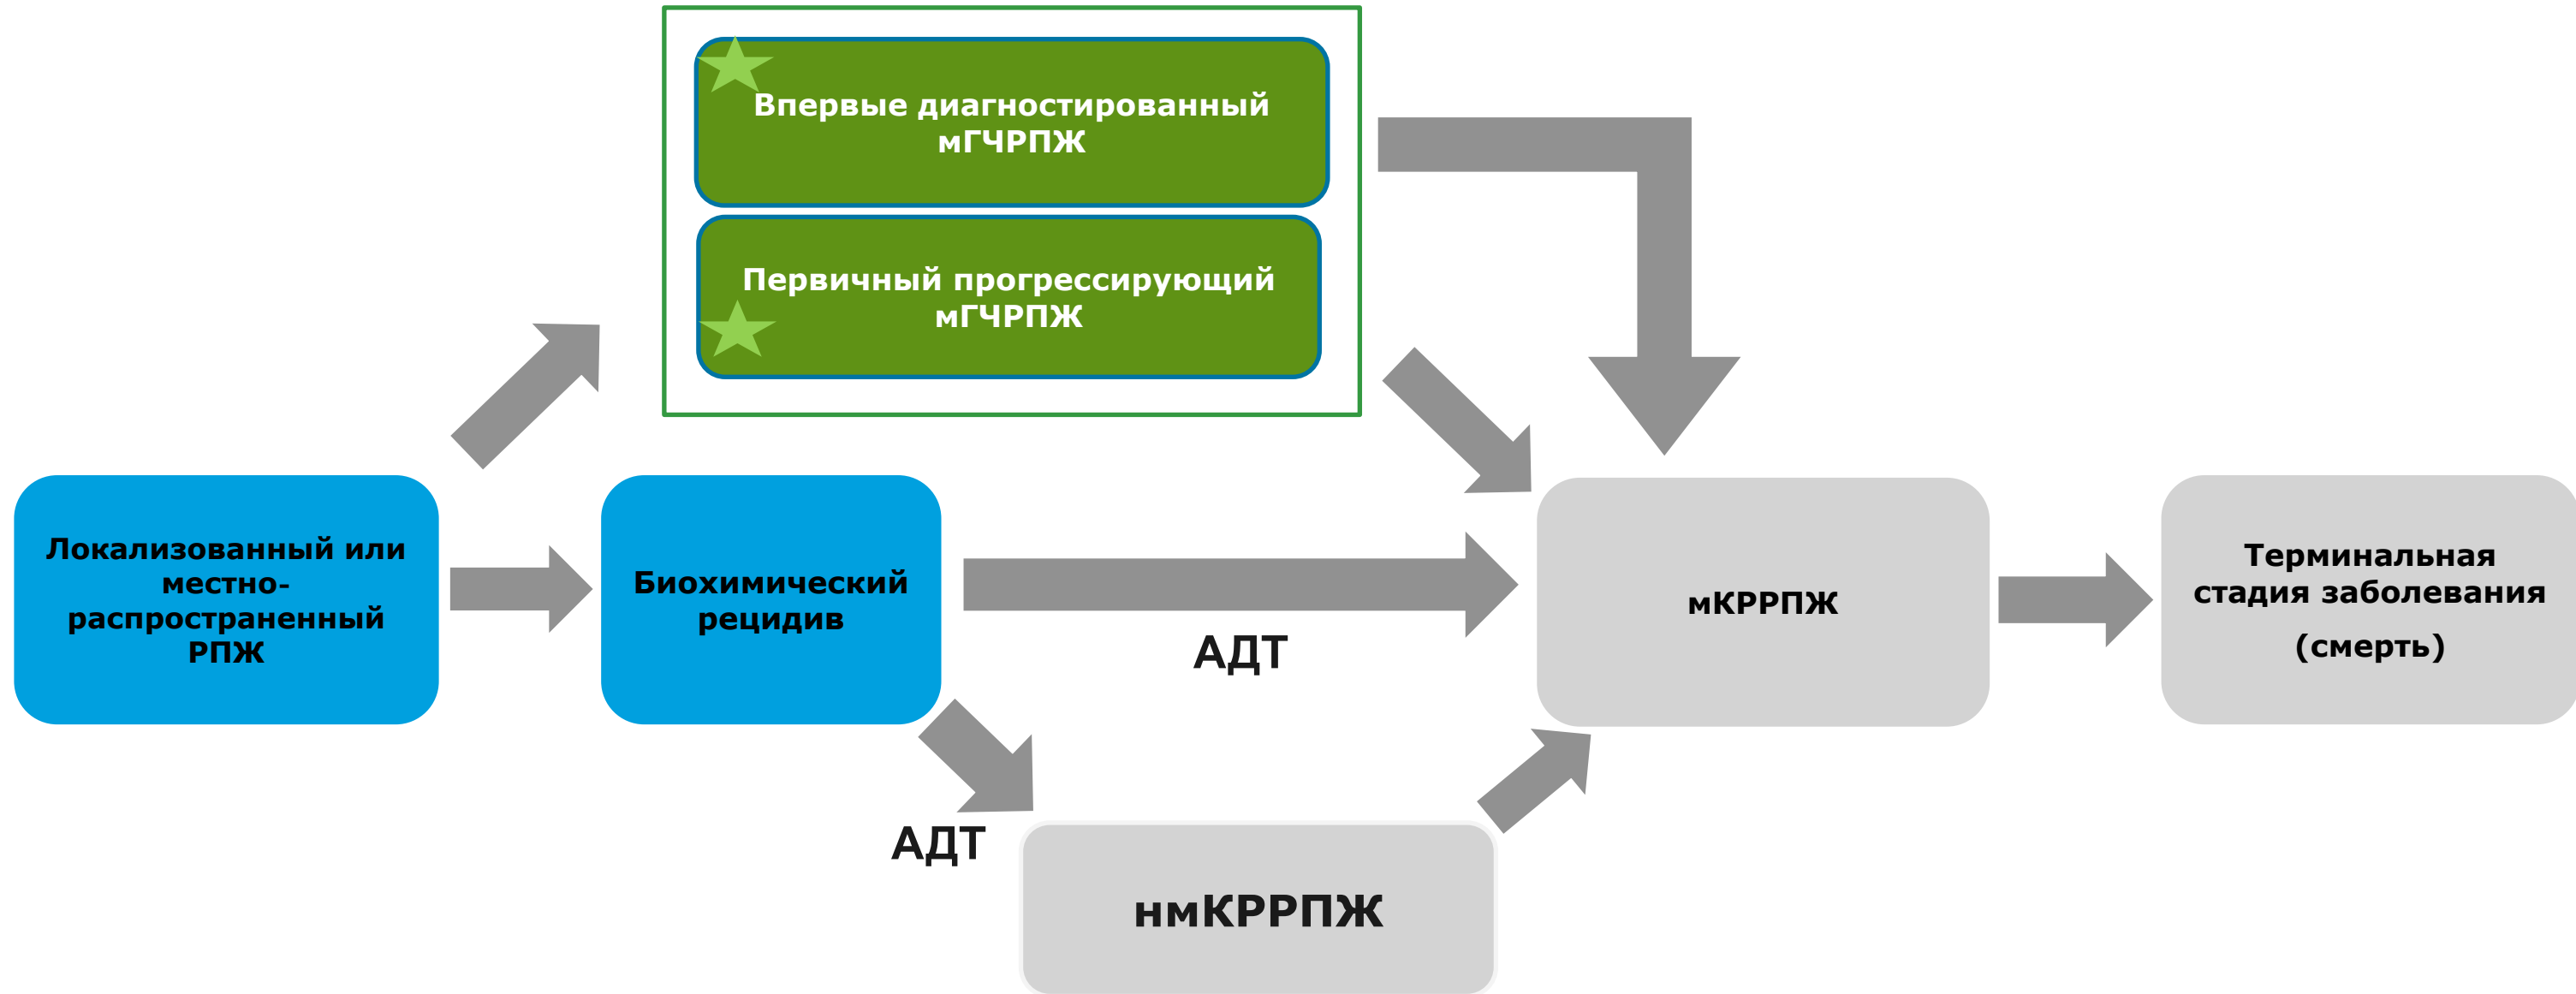 Впервые диагностированный
мГЧРПЖ
Первичный прогрессирующий
мГЧРПЖ
Локализованный или
местно-
распространенный
РПЖ
Биохимический
рецидив
АДТ
мКРРПЖ
Терминальная
стадия заболевания
(смерть)
АДТ
нмКРРПЖ